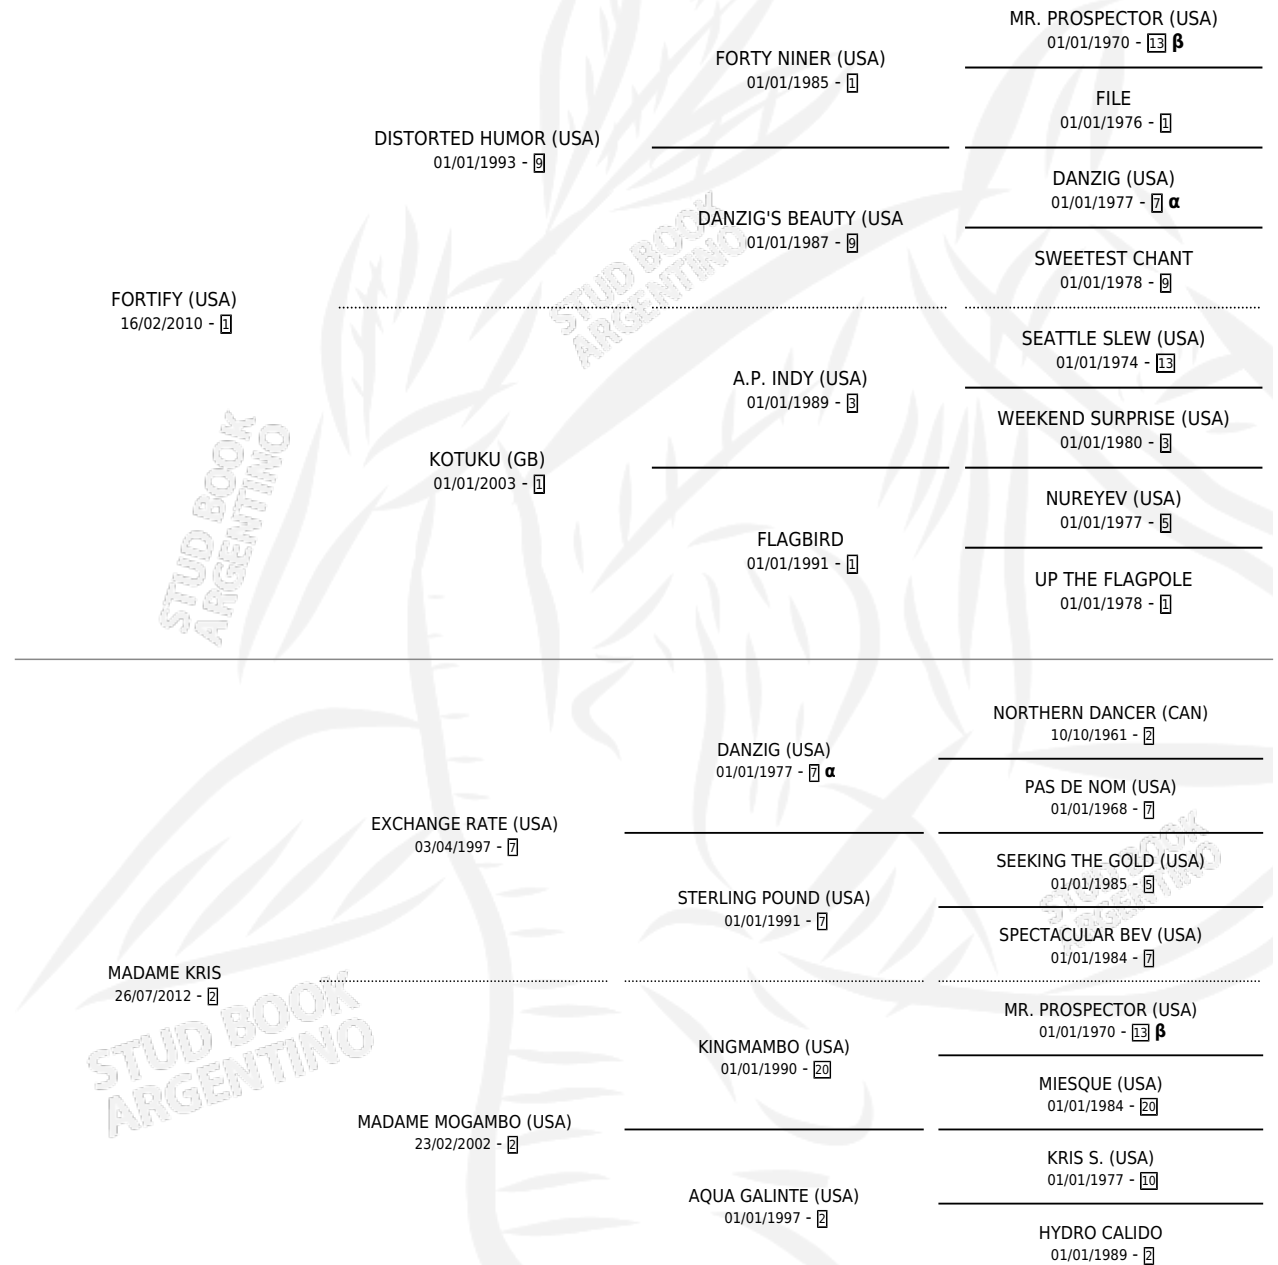 MR. PROSPECTOR (USA)
01/01/1970 - 13 β
FORTY NINER (USA)
01/01/1985 - 1
FILE
01/01/1976 - 1
DISTORTED HUMOR (USA)
01/01/1993 - 9
DANZIG (USA)
01/01/1977 - 7 α
DANZIG'S BEAUTY (USA
01/01/1987 - 9
SWEETEST CHANT
01/01/1978 - 9
FORTIFY (USA)
16/02/2010 - 1
SEATTLE SLEW (USA)
01/01/1974 - 13
A.P. INDY (USA)
01/01/1989 - 3
WEEKEND SURPRISE (USA)
01/01/1980 - 3
KOTUKU (GB)
01/01/2003 - 1
NUREYEV (USA)
01/01/1977 - 5
FLAGBIRD
01/01/1991 - 1
UP THE FLAGPOLE
01/01/1978 - 1
NORTHERN DANCER (CAN)
10/10/1961 - 2
DANZIG (USA)
01/01/1977 - 7 α
PAS DE NOM (USA)
01/01/1968 - 7
EXCHANGE RATE (USA)
03/04/1997 - 7
SEEKING THE GOLD (USA)
01/01/1985 - 5
STERLING POUND (USA)
01/01/1991 - 7
SPECTACULAR BEV (USA)
01/01/1984 - 7
MADAME KRIS
26/07/2012 - 2
MR. PROSPECTOR (USA)
01/01/1970 - 13 β
KINGMAMBO (USA)
01/01/1990 - 20
MIESQUE (USA)
01/01/1984 - 20
MADAME MOGAMBO (USA)
23/02/2002 - 2
KRIS S. (USA)
01/01/1977 - 10
AQUA GALINTE (USA)
01/01/1997 - 2
HYDRO CALIDO
01/01/1989 - 2
STUD BOOK
ARGENTINO
STUD BOOK
ARGENTINO
STUD BOOK
ARGENTINO
STUD BOOK
ARGENTINO